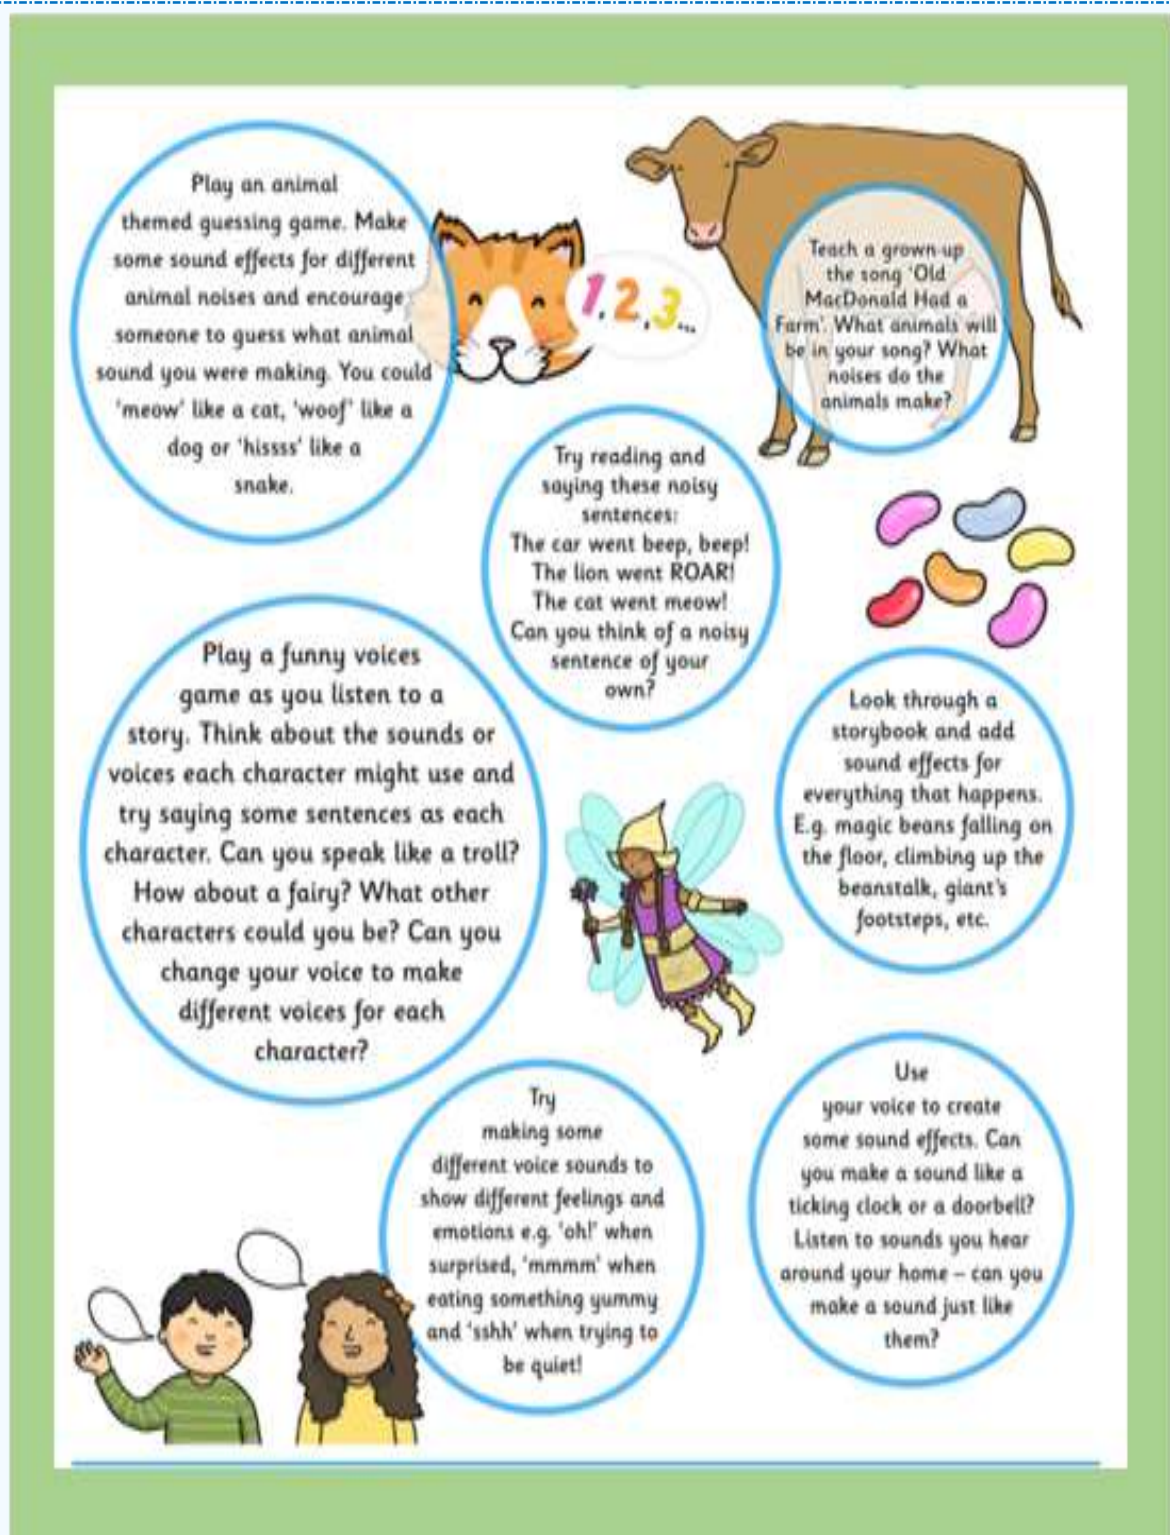 Play an animal
themed guessing game. Make
some sound effects for different
animal noises and encourage
someone to guess what animal
sound you were making. You could
'meow' like a cat, 'woof' like a
dog or 'hissss' like a
snake.
1, 2, 3...
Teach a grown-up
the song 'Old
MacDonald Had a
Farm'. What animals will
be in your song? What
noises do the
animals make?
Try reading and
saying these noisy
sentences:
The car went beep, beep!
The lion went ROAR!
The cat went meow!
Can you think of a noisy
sentence of your
own?
Play a funny voices
game as you listen to a
story. Think about the sounds or
voices each character might use and
try saying some sentences as each
character. Can you speak like a troll?
How about a fairy? What other
characters could you be? Can you
change your voice to make
different voices for each
character?
Look through a
storybook and add
sound effects for
everything that happens.
E.g. magic beans falling on
the floor, climbing up the
beanstalk, giant's
footsteps, etc.
Try
making some
different voice sounds to
show different feelings and
emotions e.g. 'oh!' when
surprised, 'mmmm' when
eating something yummy
and 'sshh' when trying to
be quiet!
Use
your voice to create
some sound effects. Can
you make a sound like a
ticking clock or a doorbell?
Listen to sounds you hear
around your home – can you
make a sound just like
them?